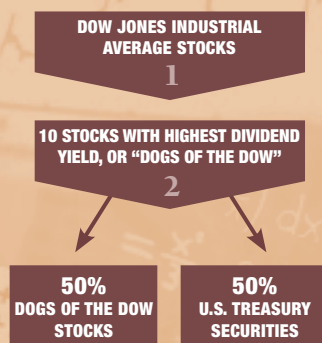 DOW JONES INDUSTRIAL
AVERAGE STOCKS
1
10 STOCKS WITH HIGHEST DIVIDEND
YIELD, OR “DOGS OF THE DOW”
2
50%
DOGS OF THE DOW
STOCKS
50%
U.S. TREASURY
SECURITIES